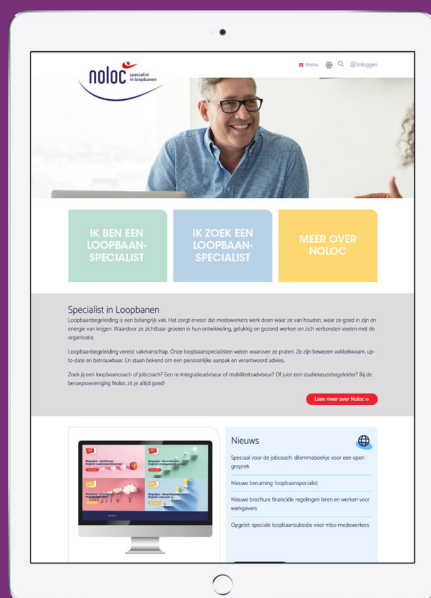 noloc specialist
in loopbanen
menu
Inloggen
IK BEN EEN
LOOPBAAN-
SPECIALIST
IK ZOEK EEN
LOOPBAAN-
SPECIALIST
MEER OVER
NOLOC
Specialist in Loopbanen
Loopbaanbegeleiding is een belangrijk vak. Het zorgt ervoor dat medewerkers werk doen waar ze van houden, waar ze goed in zijn en
energie van krijgen. Waardoor ze zichtbaar groeien in hun ontwikkeling, gelukkig en gezond werken en zich verbonden voelen met de
organisatie.
Loopbaanbegeleiding vereist vakmanschap. Onze loopbaanspecialisten weten waarover ze praten. Ze zijn bewezen vakbekwaam, up-
to-date en betrouwbaar. En staan bekend om een persoonlijke aanpak en verantwoord advies.
Zoek jij een loopbaancoach of jobcoach? Een re-integratieadviseur of mobiliteitsadviseur? Of juist een studiekeuzebegeleider? Bij de
beroepsvereniging Noloc zit je altijd goed!
Lees meer over Noloc »
Nieuws
Speciaal voor de jobcoach: dilemmaboekje voor een open
gesprek
Nieuwe benaming: loopbaanspecialist
Nieuwe brochure financiële regelingen leren en werken voor
werkgevers
Opgelet: speciale loopbaansubsidie voor mbo-medewerkers